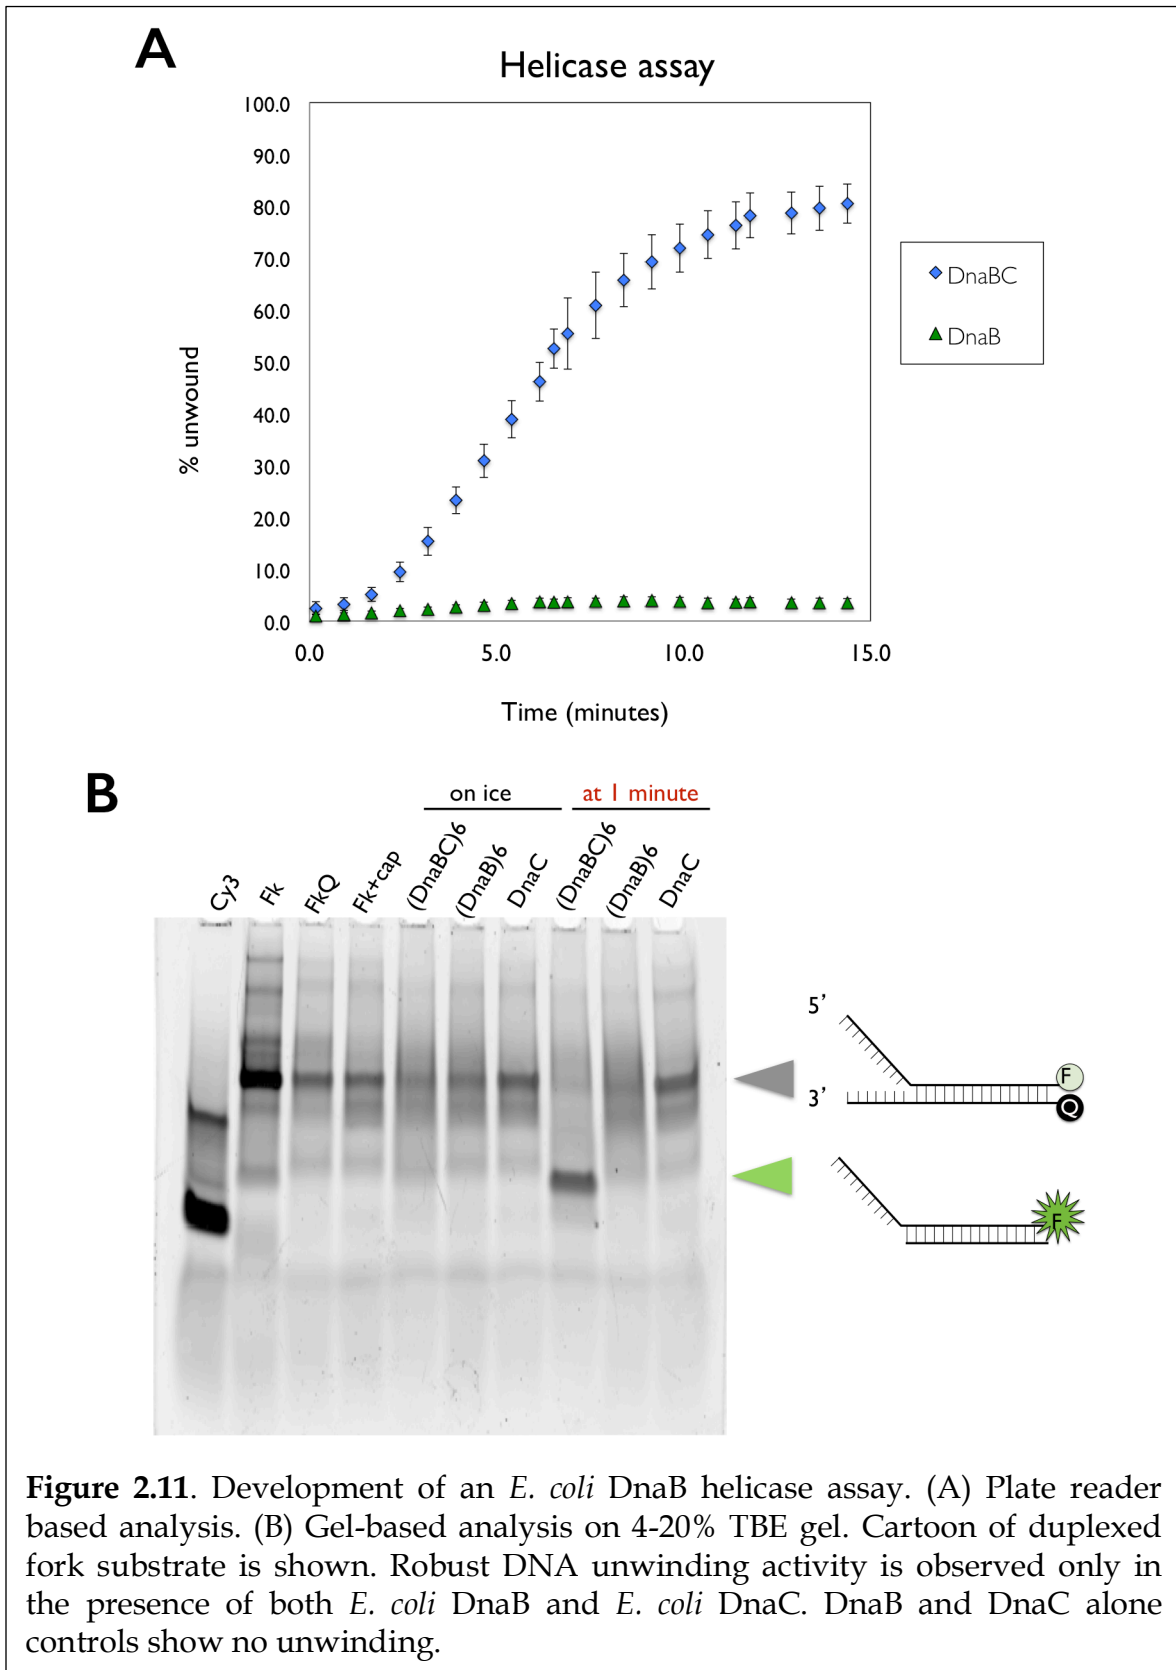 A
Helicase assay
100.0
90.0
80.0
70.0
60.0
50.0
40.0
30.0
20.0
10.0
0.0
% unwound
0.0 5.0 10.0 15.0
Time (minutes)
DnaBC
DnaB
B
on ice at 1 minute
Cy3 Fk FkQ Fk+cap (DnaBC)6 (DnaB)6 DnaC (DnaBC)6 (DnaB)6 DnaC
5'
3'
F
Q
F
Figure 2.11. Development of an E. coli DnaB helicase assay. (A) Plate reader
based analysis. (B) Gel-based analysis on 4-20% TBE gel. Cartoon of duplexed
fork substrate is shown. Robust DNA unwinding activity is observed only in
the presence of both E. coli DnaB and E. coli DnaC. DnaB and DnaC alone
controls show no unwinding.